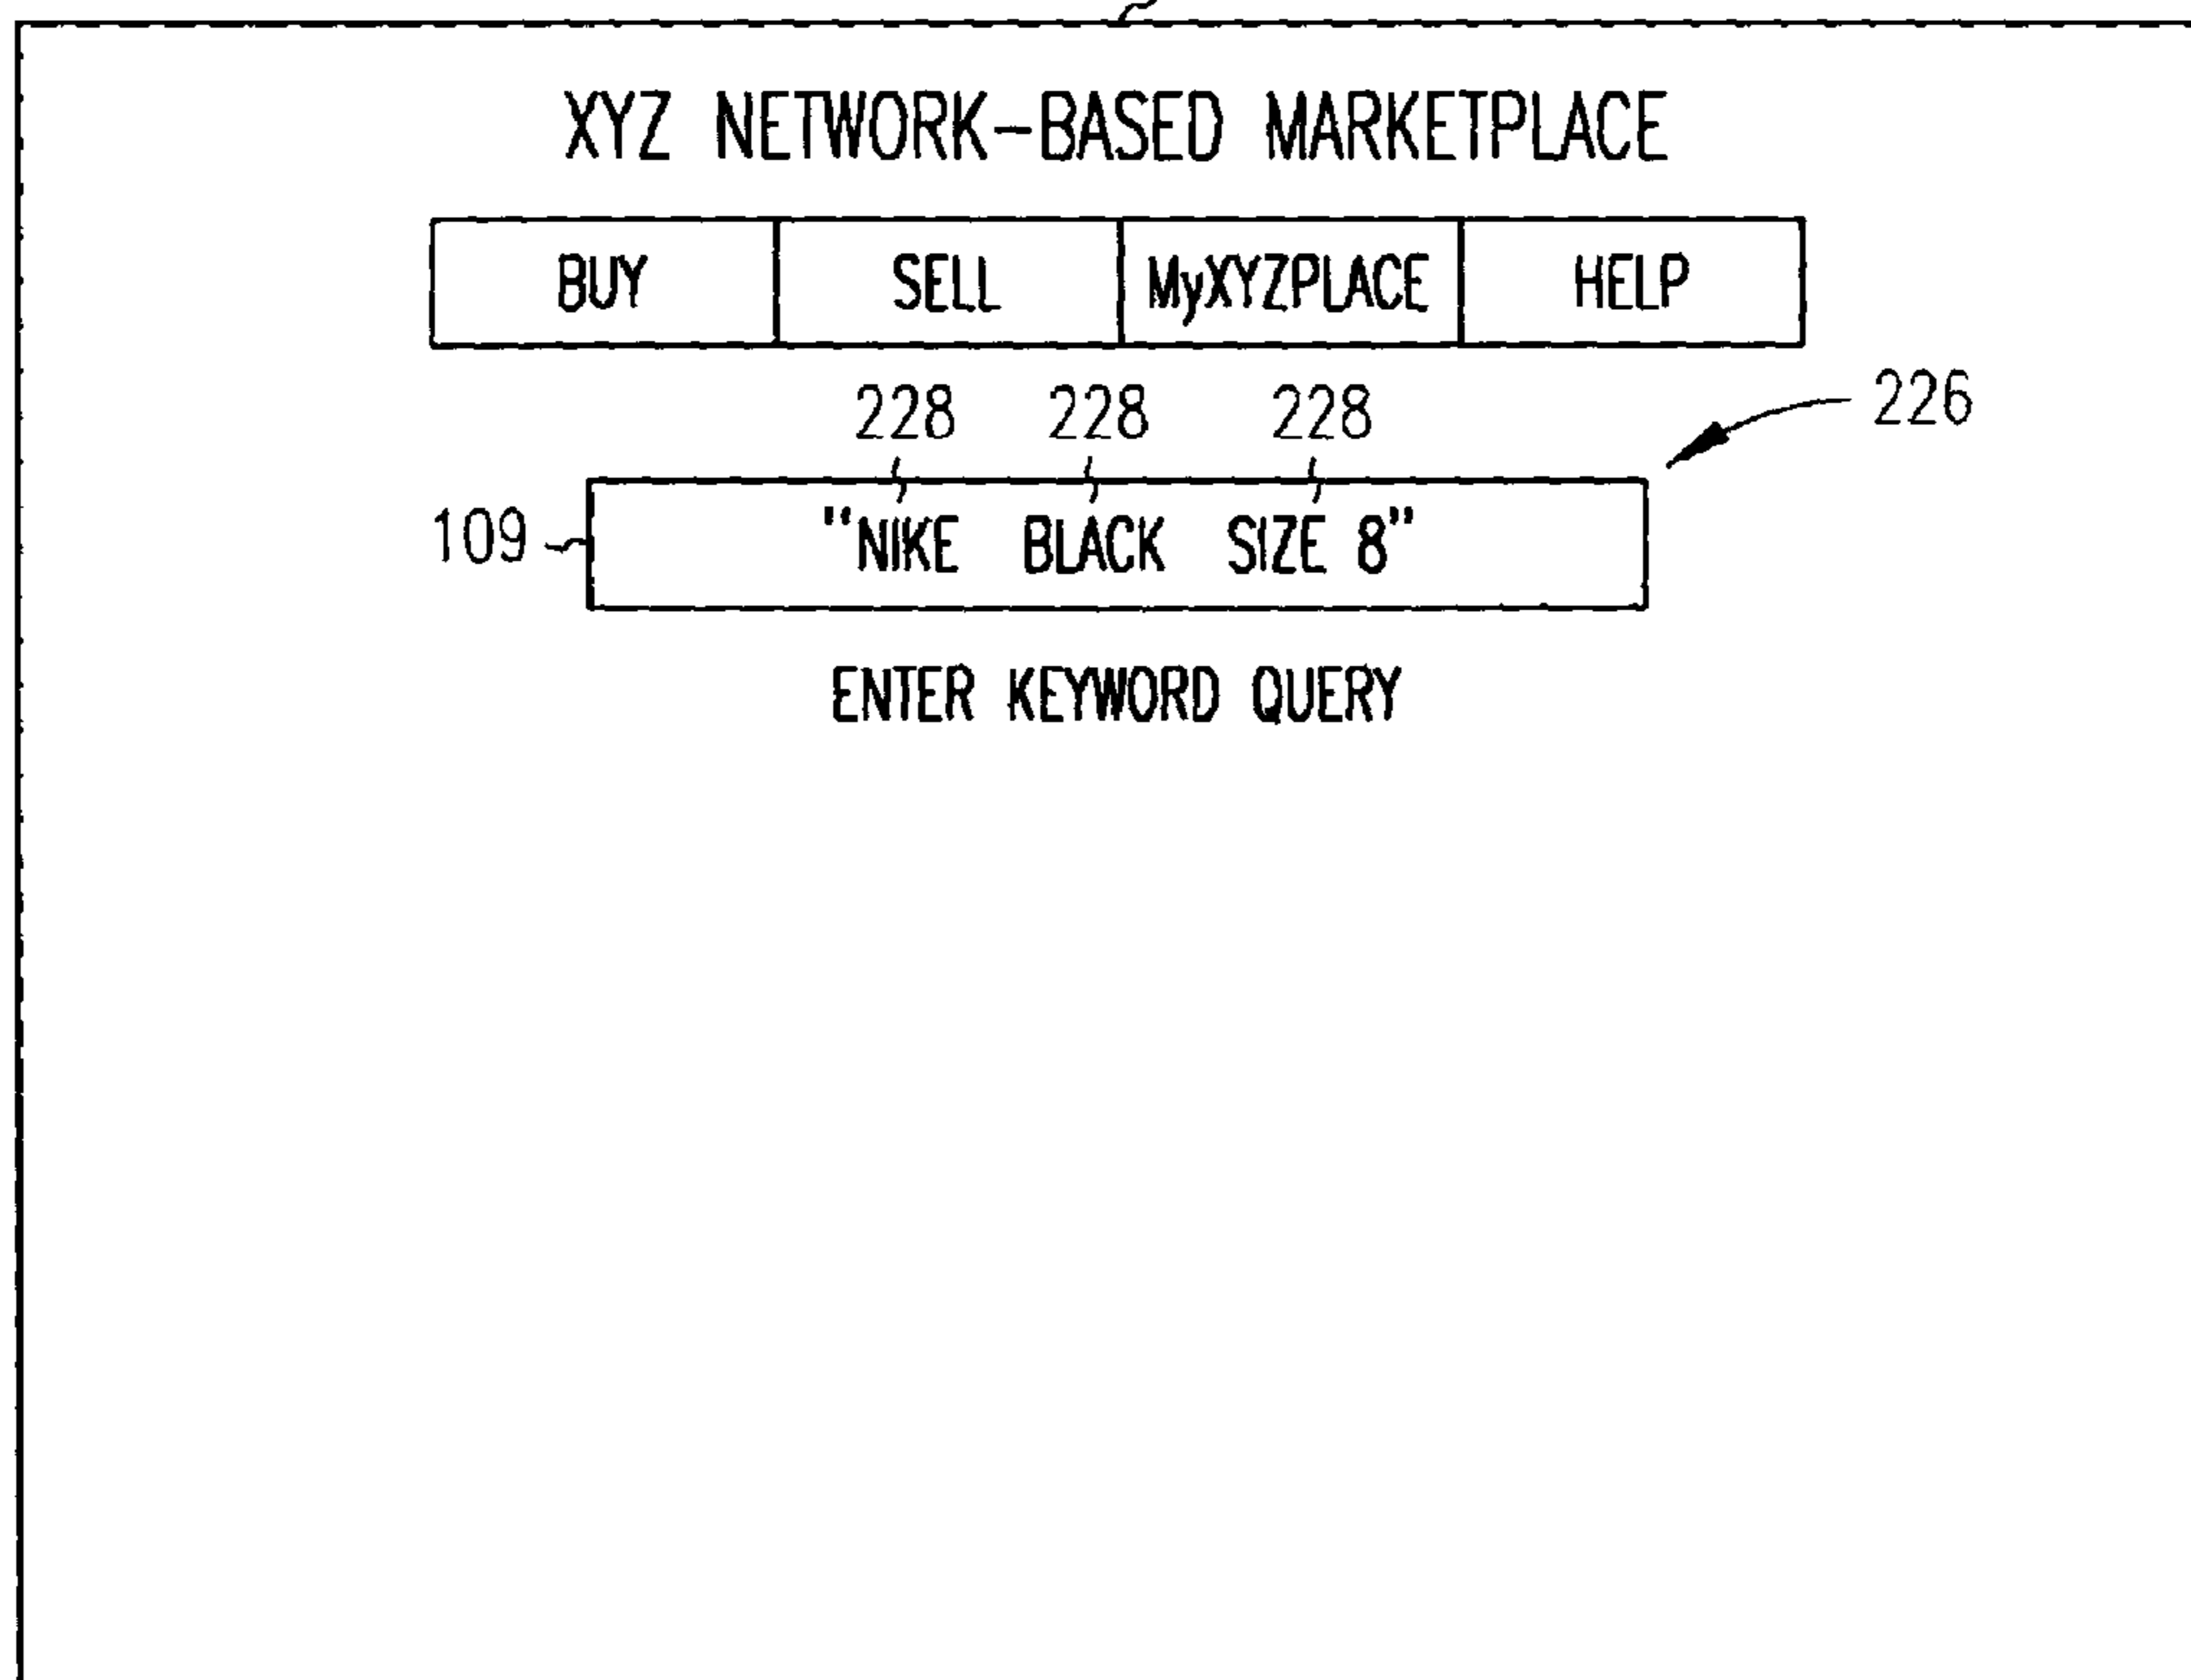 XYZ NETWORK-BASED MARKETPLACE
BUY SELL MyXYZPLACE HELP
228 228 228 226
109 "NIKE BLACK SIZE 8"
ENTER KEYWORD QUERY